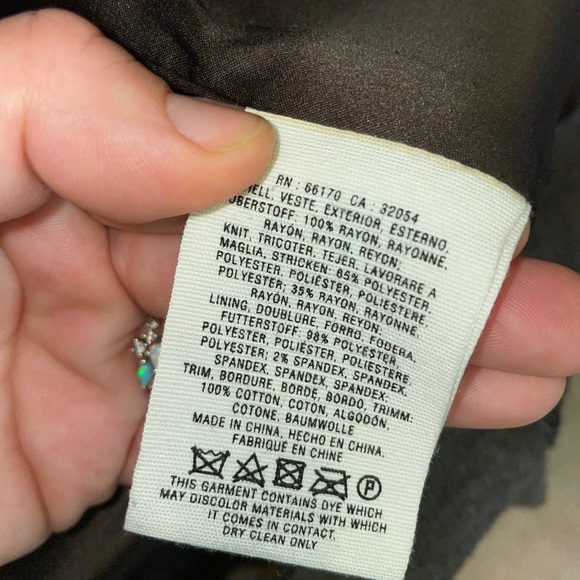 RN : 66170 CA : 32054
VESTE, EXTERIOR, ESTERNO,
100% RAYON, RAYONNE,
RAYÓN, RAYON, REYON;
KNIT, TRICOTER, TEJER, LAVORARE A
MAGLIA, STRICKEN: 65% POLYESTER,
POLYESTER, POLIÉSTER, POLIESTERE,
POLYESTER; 35% RAYON, RAYONNE,
RAYON, RAYON, REYON;
LINING, DOUBLURE, FORRO, FODERA,
FUTTERSTOFF: 98% POLYESTER,
POLYESTER, POLIÉSTER, POLIESTERE,
POLYESTER; 2% SPANDEX, SPANDEX,
SPANDEX, SPANDEX, SPANDEX;
TRIM, BORDURE, BORDE, BORDO, TRIMM:
100% COTTON, COTON, ALGODÓN,
COTONE, BAUMWOLLE
MADE IN CHINA, HECHO EN CHINA,
FABRIQUÉ EN CHINE
P
THIS GARMENT CONTAINS DYE WHICH
MAY DISCOLOR MATERIALS WITH WHICH
IT COMES IN CONTACT.
DRY CLEAN ONLY